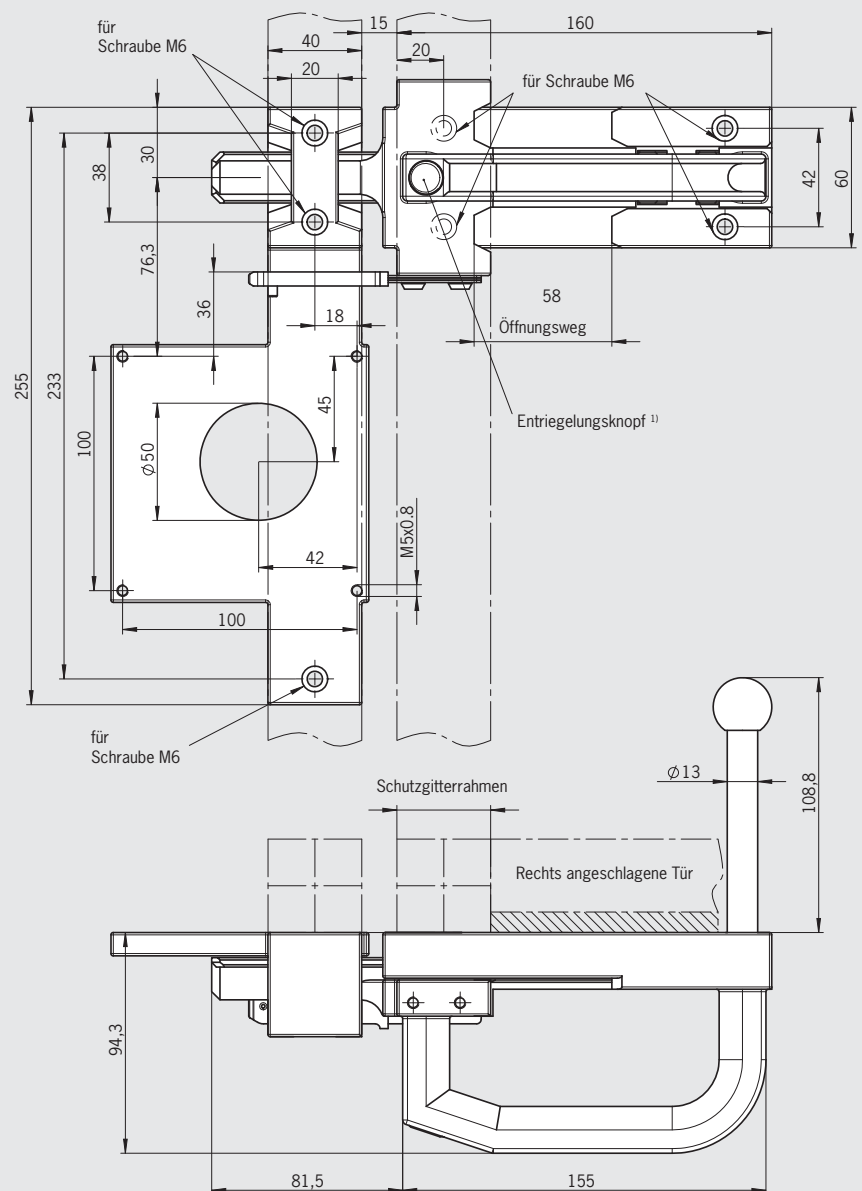 für
Schraube M6
15
160
40
20
20
für Schraube M6
30
38
42
60
76,3
36
18
58
Öffnungsweg
255
233
45
Entriegelungsknopf 1)
100
⌀50
M5x0.8
42
100
für
Schraube M6
Schutzgitterrahmen
⌀13
108,8
Rechts angeschlagene Tür
94,3
81,5
155